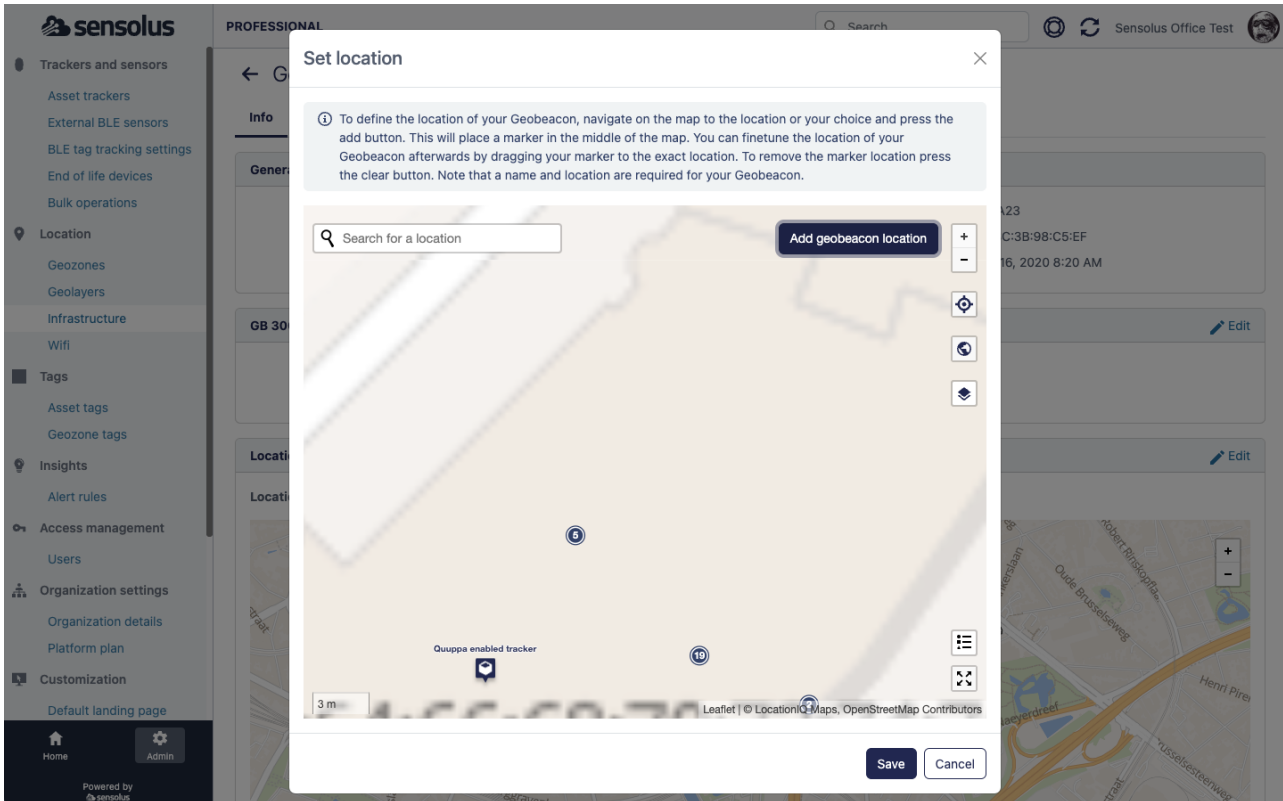 sensolus
PROFESSIONAL
Search
Sensolus Office Test
Trackers and sensors
Asset trackers
External BLE sensors
BLE tag tracking settings
End of life devices
Bulk operations
Location
Geozones
Geolayers
Infrastructure
Wifi
Tags
Asset tags
Geozone tags
Insights
Alert rules
Access management
Users
Organization settings
Organization details
Platform plan
Customization
Default landing page
Home
Admin
Powered by
sensolus
Info
Set location
To define the location of your Geobeacon, navigate on the map to the location or your choice and press the
add button. This will place a marker in the middle of the map. You can finetune the location of your
Geobeacon afterwards by dragging your marker to the exact location. To remove the marker location press
the clear button. Note that a name and location are required for your Geobeacon.
Search for a location
Add geobeacon location
+
-
5
Quuppa enabled tracker
19
3 m
Leaflet | © LocationIQ Maps, OpenStreetMap Contributors
Save
Cancel
A23
C:3B:98:C5:EF
16, 2020 8:20 AM
GB 30
Edit
Edit
+
-
Oude Brusselseweg
Henri Pire